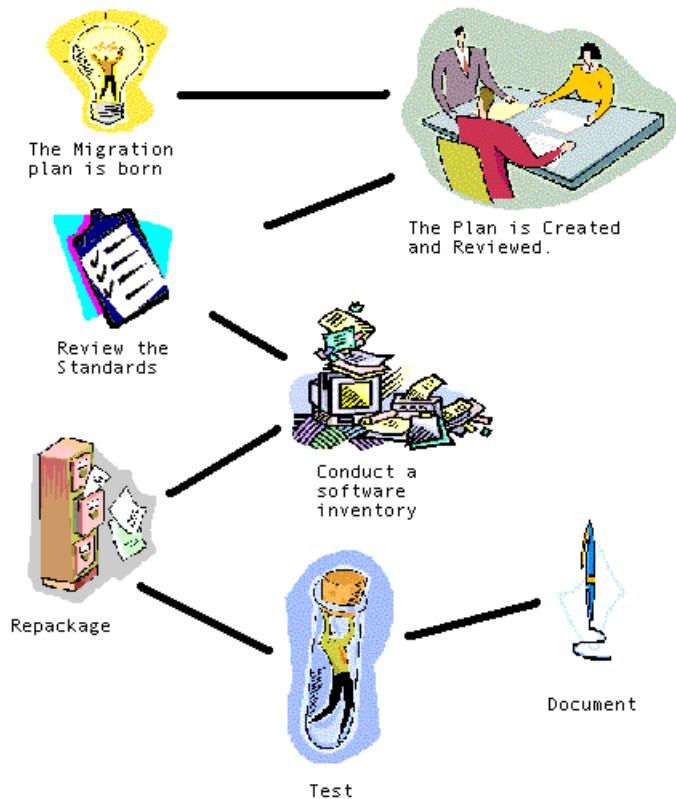 The Migration
plan is born
The Plan is Created
and Reviewed.
Review the
Standards
Conduct a
software
inventory
Repackage
Document
Test